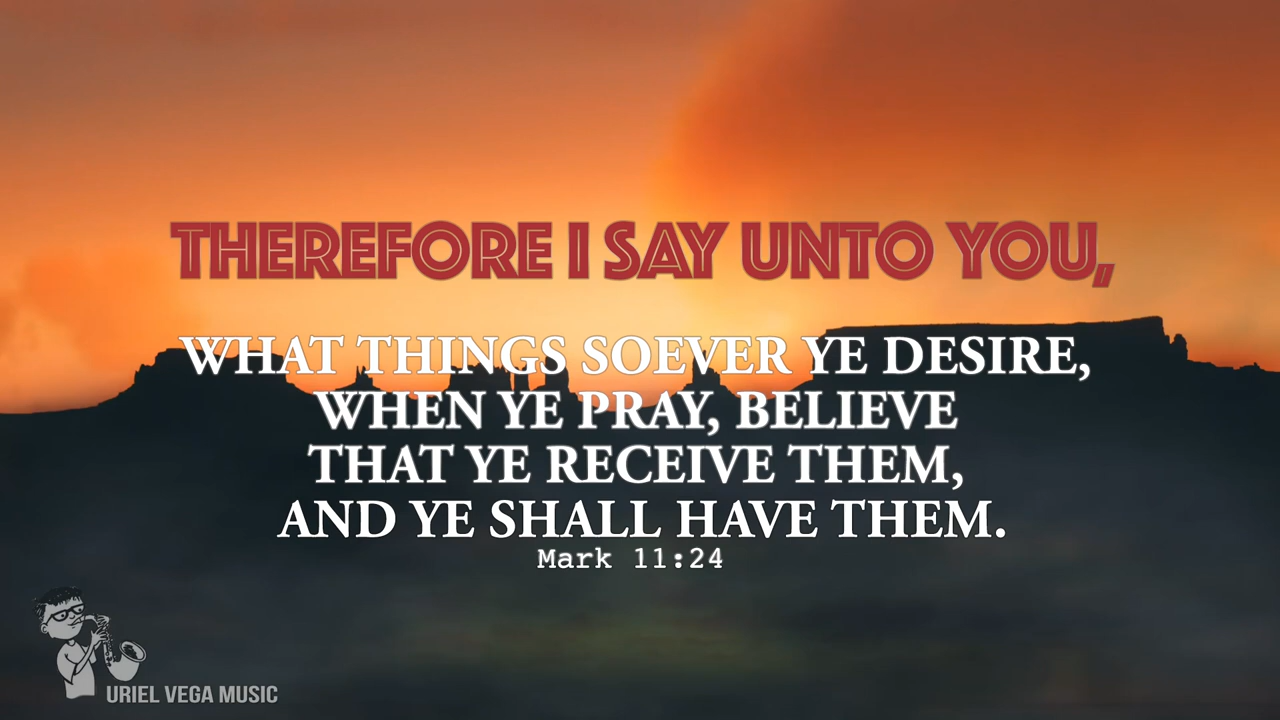 THEREFORE I SAY UNTO YOU,
WHAT THINGS SOEVER YE DESIRE,
WHEN YE PRAY, BELIEVE
THAT YE RECEIVE THEM,
AND YE SHALL HAVE THEM.
Mark 11:24
URIEL VEGA MUSIC